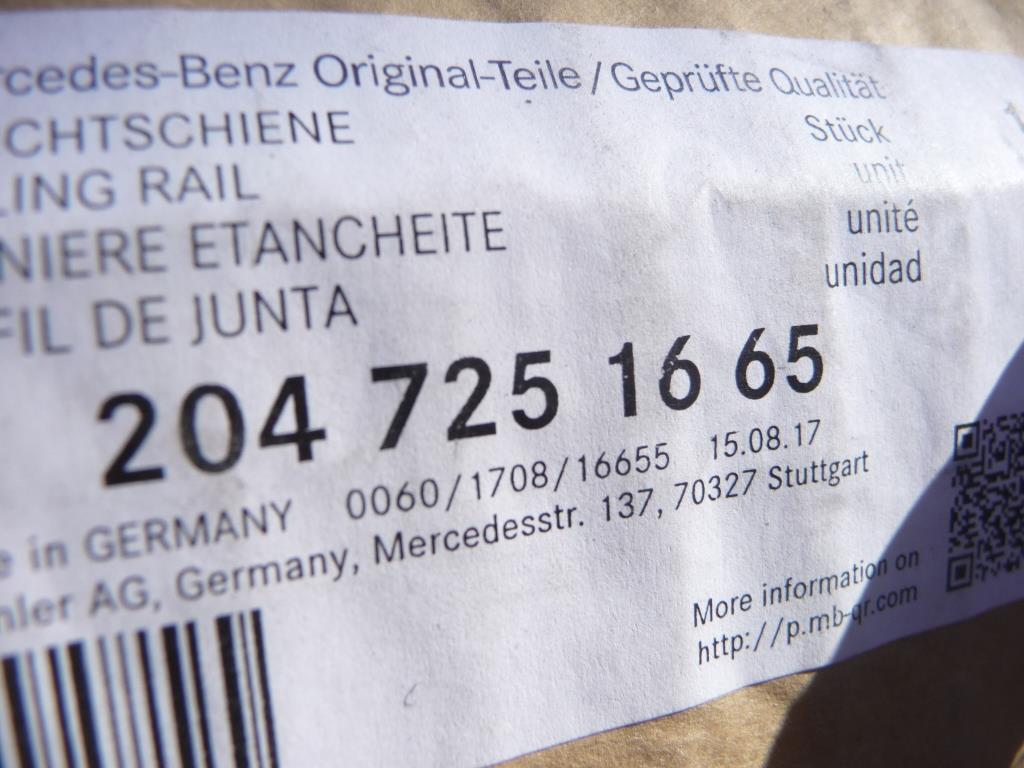 rcedes-Benz Original-Teile / Geprüfte Qualität
CHTSCHIENE
Stück
LING RAIL
unit
NIERE ETANCHEITE
unité
FIL DE JUNTA
unidad
204 725 16 65
e in GERMANY 0060/1708/16655 15.08.17
mler AG, Germany, Mercedesstr. 137, 70327 Stuttgart
More information on
http://p.mb-qr.com